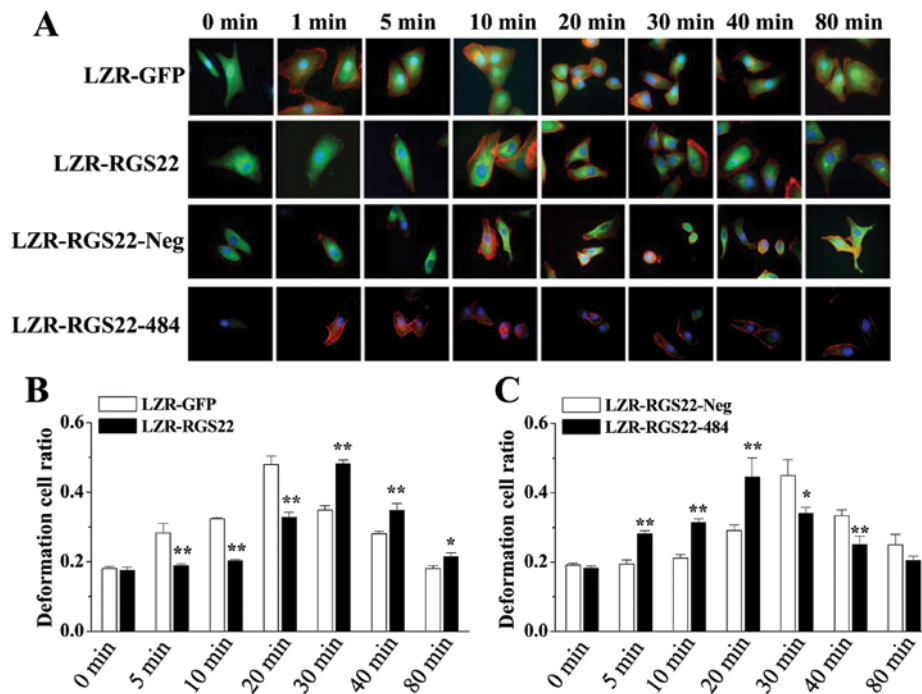 A
0 min 1 min 5 min 10 min 20 min 30 min 40 min 80 min
LZR-GFP
LZR-RGS22
LZR-RGS22-Neg
LZR-RGS22-484
B
LZR-GFP
LZR-RGS22
Deformation cell ratio
0.6
0.4
0.2
0.0
** ** ** ** ** *
0 min 5 min 10 min 20 min 30 min 40 min 80 min
C
LZR-RGS22-Neg
LZR-RGS22-484
Deformation cell ratio
0.6
0.4
0.2
0.0
** ** ** * **
0 min 5 min 10 min 20 min 30 min 40 min 80 min